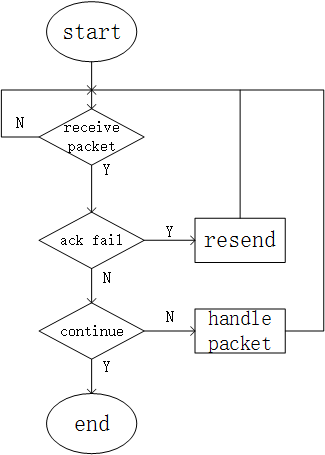 start
N
receive
packet
Y
ack fail
Y
resend
N
continue
N
handle
packet
Y
end